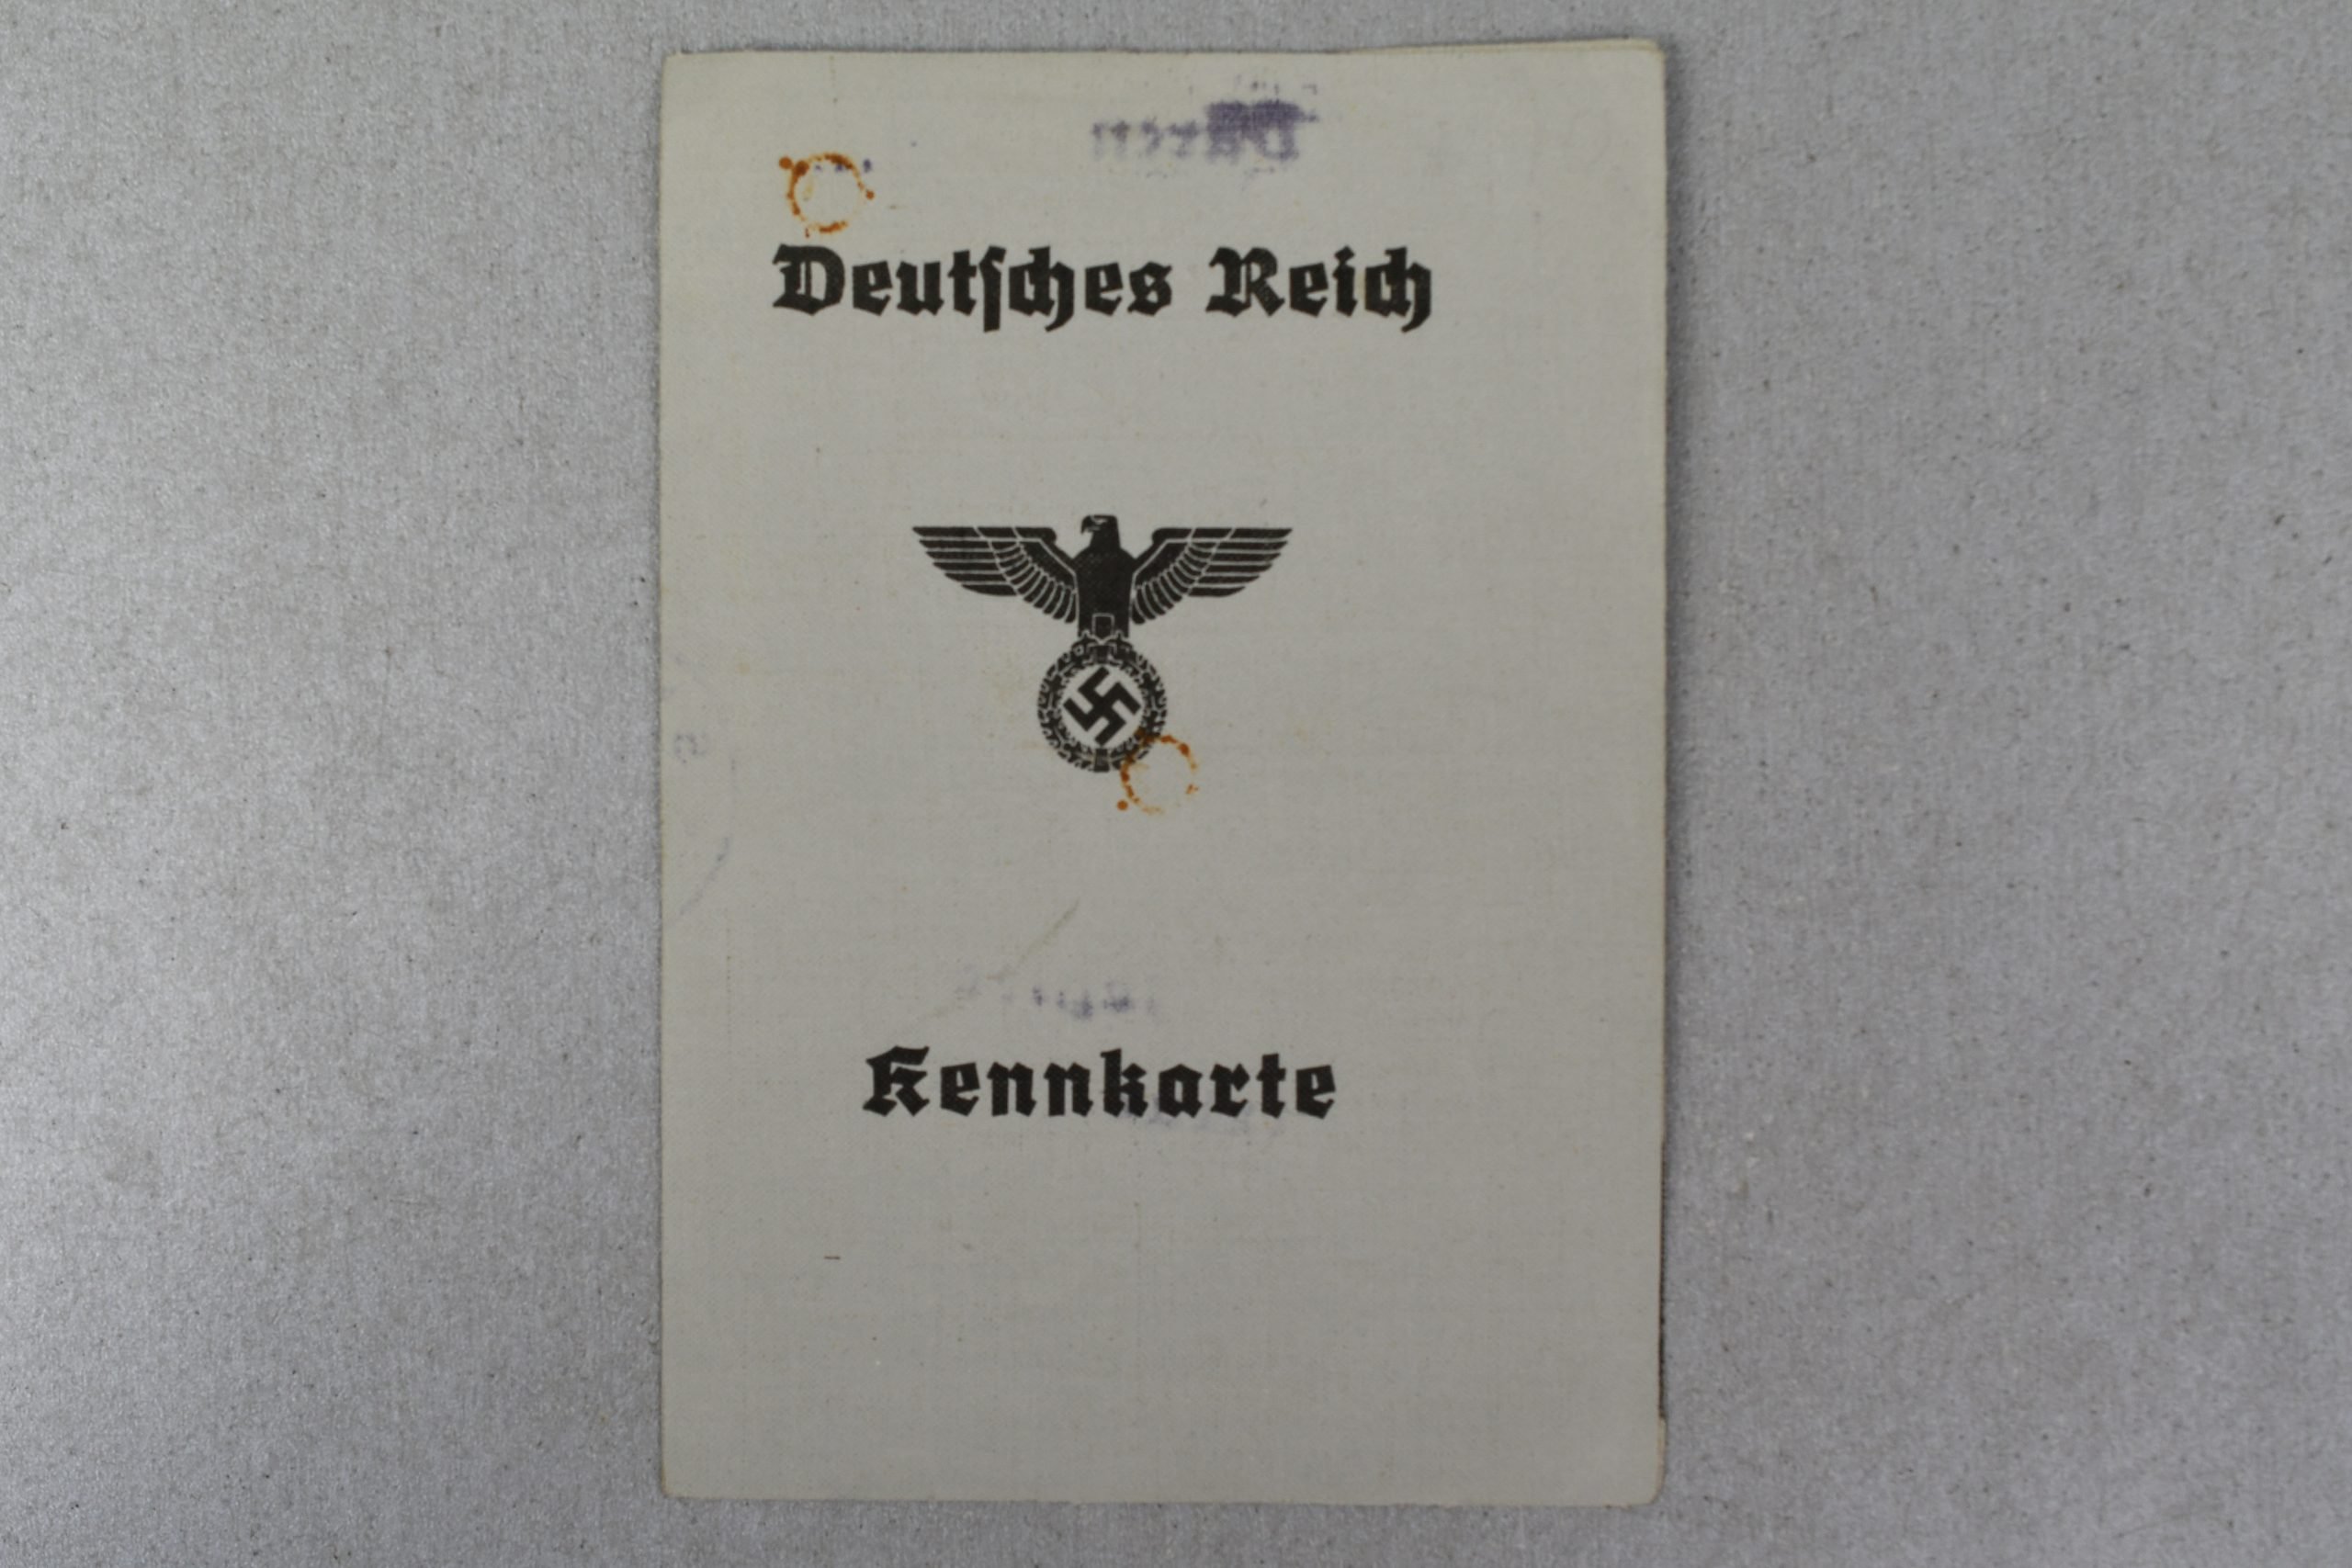 Deutſches Reich
Kennkarte